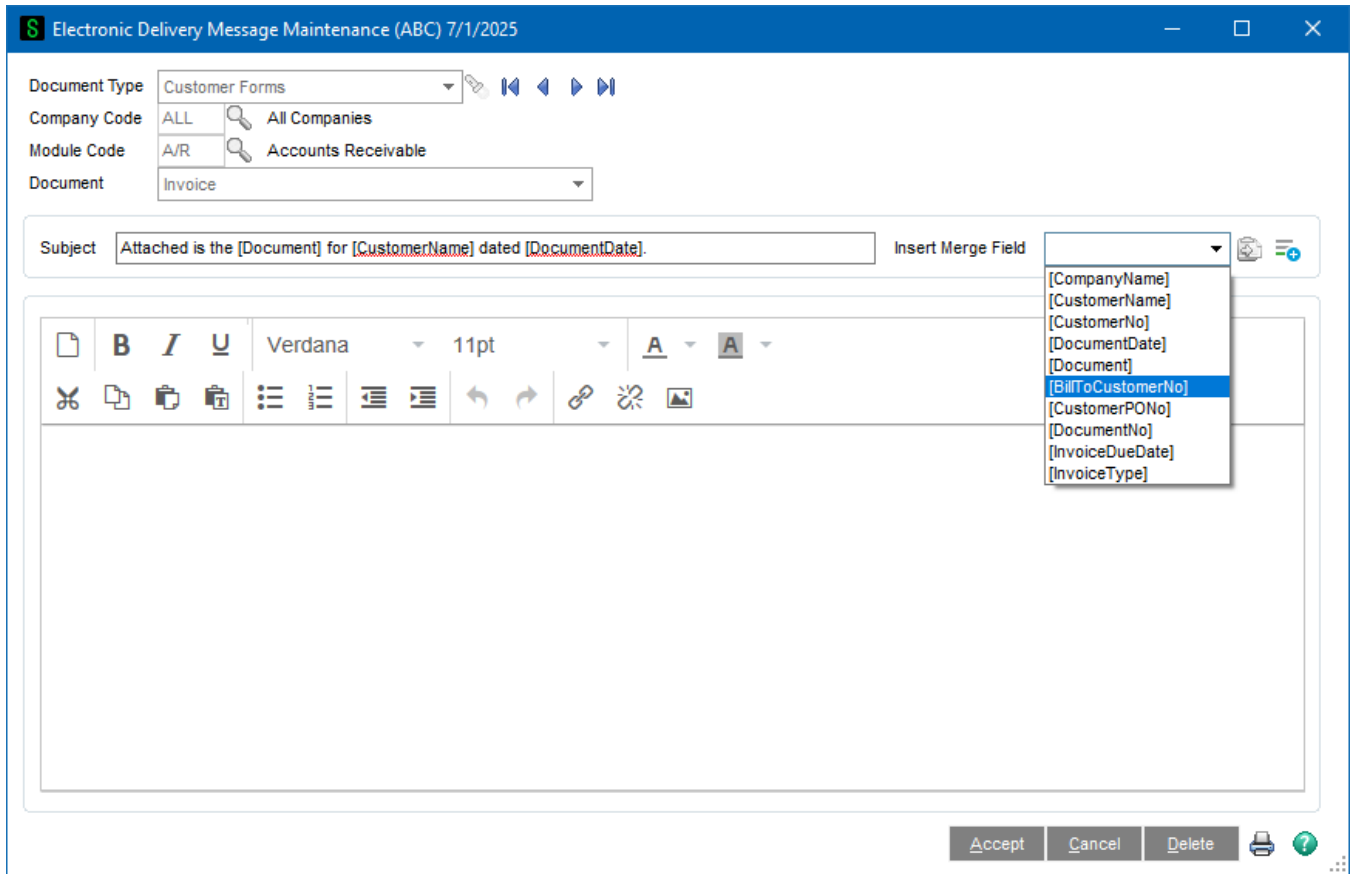 S Electronic Delivery Message Maintenance (ABC) 7/1/2025
Document Type Customer Forms
Company Code ALL All Companies
Module Code A/R Accounts Receivable
Document Invoice
Subject Attached is the [Document] for [CustomerName] dated [DocumentDate]. Insert Merge Field
[CompanyName]
[CustomerName]
[CustomerNo]
[DocumentDate]
[Document]
[BillToCustomerNo]
[CustomerPONo]
[DocumentNo]
[InvoiceDueDate]
[InvoiceType]
B I U Verdana 11pt A A
Accept Cancel Delete ?